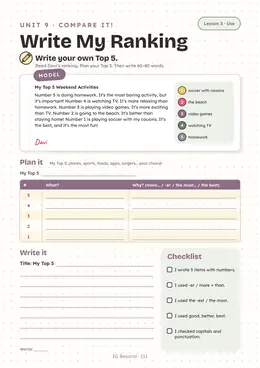 UNIT 9 · COMPARE IT!
Lesson 3 · Use
Write My Ranking
Write your own Top 5.
Read Davi's ranking. Plan your Top 5. Then write 60–80 words.
MODEL
My Top 5 Weekend Activities
Number 5 is doing homework. It's the most boring activity, but
it's important! Number 4 is watching TV. It's more relaxing than
homework. Number 3 is playing video games. It's more exciting
than TV. Number 2 is going to the beach. It's better than
staying home! Number 1 is playing soccer with my cousins. It's
the best, and it's the most fun!
Davi
1 soccer with cousins
2 the beach
3 video games
4 watching TV
5 homework
Plan it
My Top 5 places, sports, foods, apps, singers… your choice!
My Top 5
# What? Why? (more… / -er / the most… / the best)
5
4
3
2
1
Write it
Title: My Top 5
Checklist
I wrote 5 items with numbers.
I used -er / more + than.
I used the -est / the most.
I used good, better, best.
I checked capitals and
punctuation.
Words: